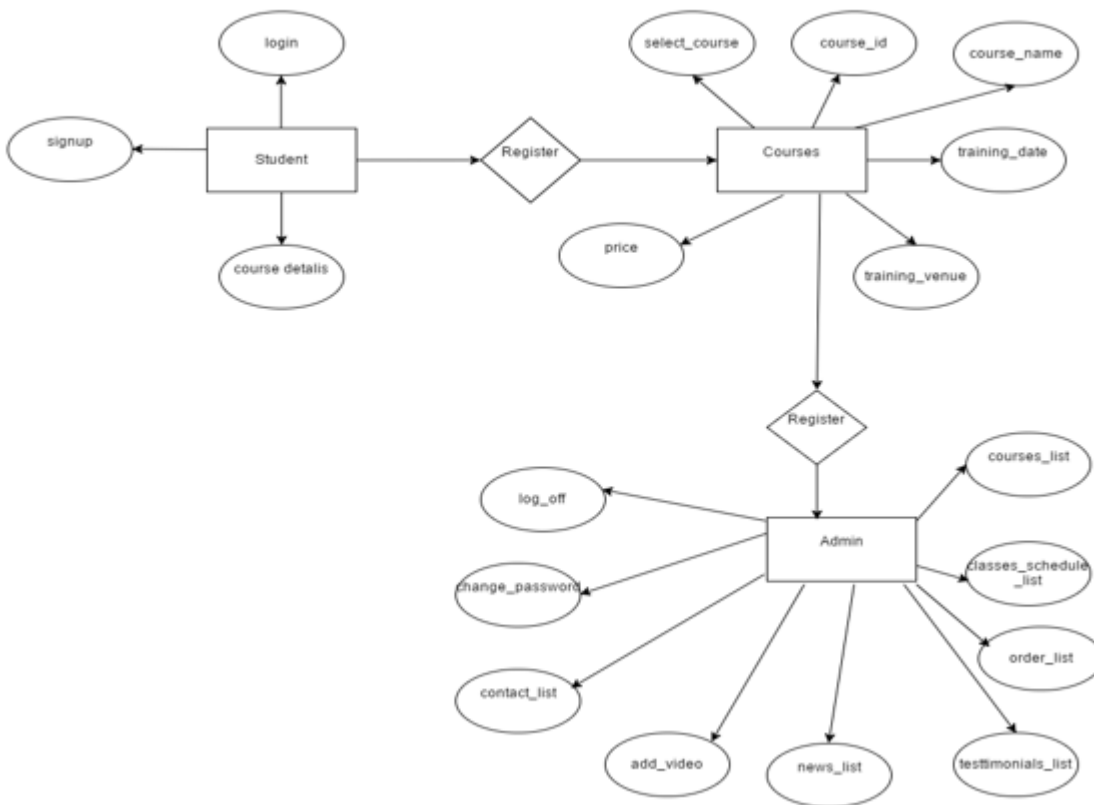 login
select_course
course_id
course_name
signup
Student
Register
Courses
training_date
price
training_venue
course detalis
Register
courses_list
log_off
Admin
change_password
classes_schedule
_list
order_list
contact_list
add_video
news_list
testtimonials_list